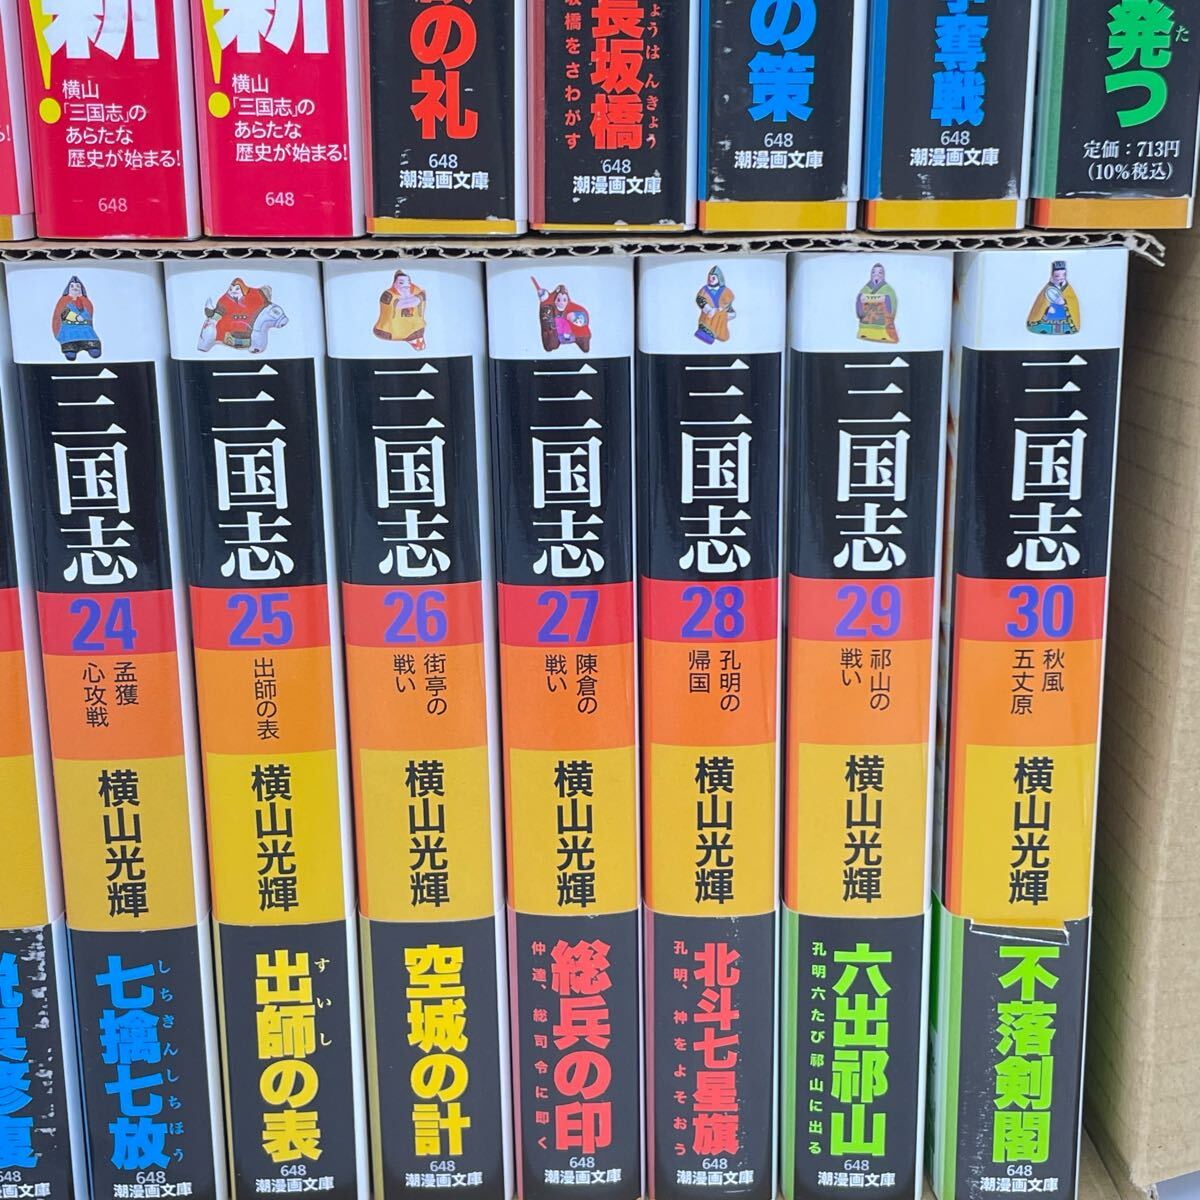 新
!
横山
「三国志」の
あらたな
歴史が始まる!
648
新
!
横山
「三国志」の
あらたな
歴史が始まる!
648
の礼
648
潮漫画文庫
長坂橋
ょうはんきょう
坂橋をさわがす
648
潮漫画文庫
の策
648
潮漫画文庫
奪戦
648
潮漫画文庫
発つ
た
定価:713円
(10%税込)
三国志
24
孟獲
心攻戦
横山光輝
七擒七放
しちきんしちほう
648
潮漫画文庫
三国志
25
出師の表
横山光輝
出師の表
すいし
648
潮漫画文庫
三国志
26
街亭の
戦い
横山光輝
空城の計
648
潮漫画文庫
三国志
27
陳倉の
戦い
横山光輝
総兵の印
仲達、総司令に即く
648
潮漫画文庫
三国志
28
孔明の
帰国
横山光輝
北斗七星旗
孔明、神をよそおう
648
潮漫画文庫
三国志
29
祁山の
戦い
横山光輝
六出祁山
孔明六たび祁山に出る
648
潮漫画文庫
三国志
30
秋風
五丈原
横山光輝
不落剣閣
648
潮漫画文庫